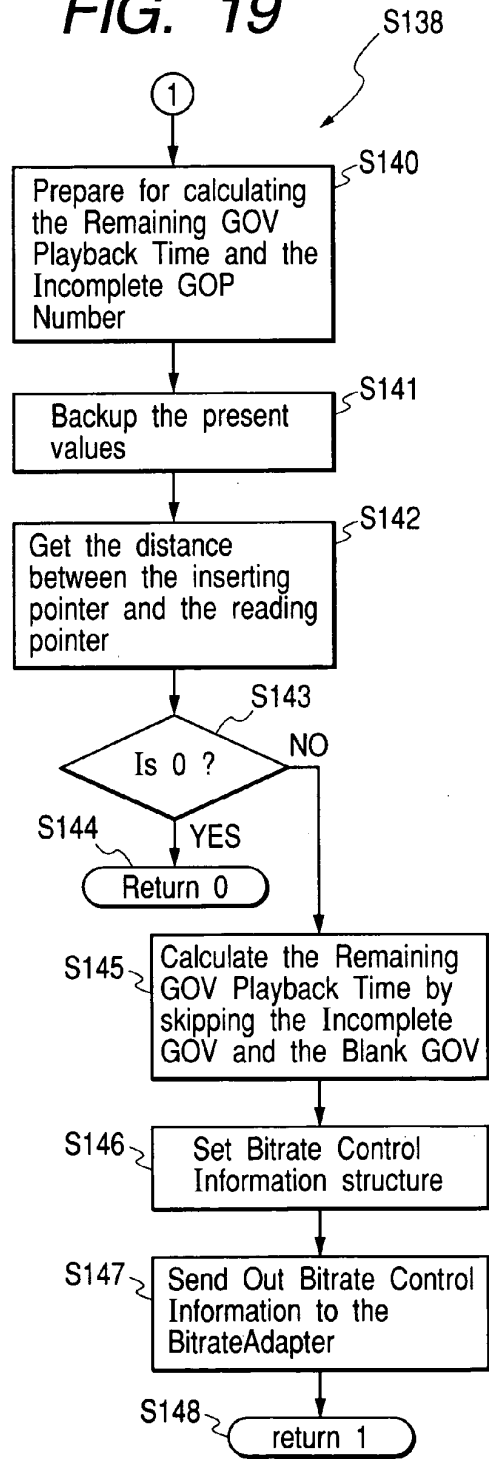 FIG. 19
S138
1
S140
Prepare for calculating
the Remaining GOV
Playback Time and the
Incomplete GOP
Number
S141
Backup the present
values
S142
Get the distance
between the inserting
pointer and the reading
pointer
S143
Is 0 ?
NO
S144
YES
Return 0
S145
Calculate the Remaining
GOV Playback Time by
skipping the Incomplete
GOV and the Blank GOV
S146
Set Bitrate Control
Information structure
S147
Send Out Bitrate Control
Information to the
BitrateAdapter
S148
return 1